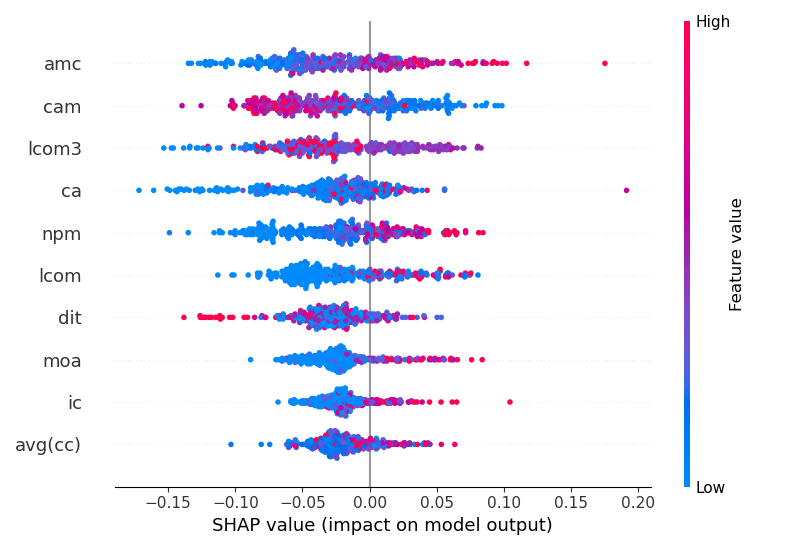 High
amc
cam
lcom3
ca
npm
lcom
dit
moa
ic
avg(cc)
Feature value
Low
−0.15 −0.10 −0.05 0.00 0.05 0.10 0.15 0.20
SHAP value (impact on model output)